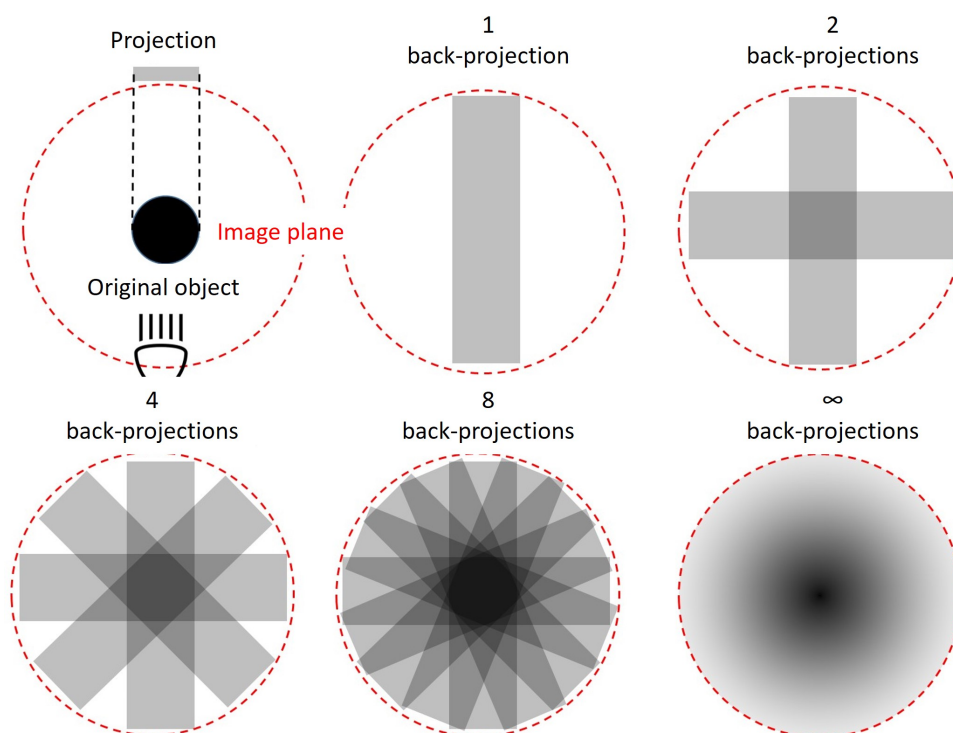 Projection
Image plane
Original object
1
back-projection
2
back-projections
4
back-projections
8
back-projections
∞
back-projections